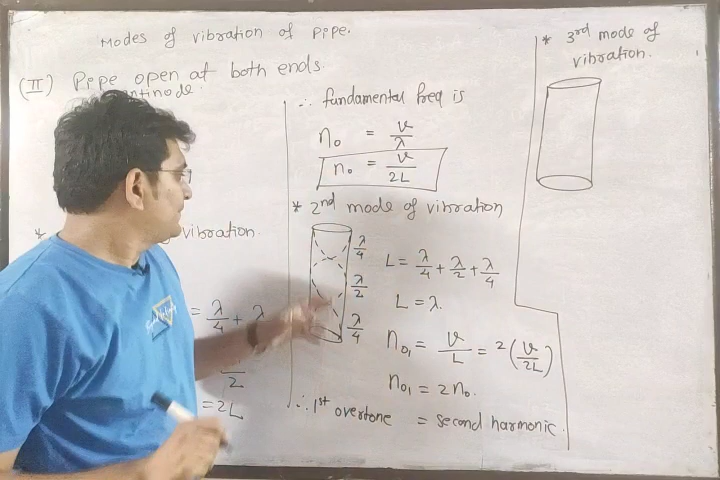 Modes of vibration of pipe.
(II) Pipe open at both ends.
antinode.
* vibration.
= λ/4 + λ
2
= 2L
∴ fundamental freq is
n₀ = v/λ
n₀ = v/2L
* 2nd mode of vibration
λ/4
λ/2
λ/4
L = λ/4 + λ/2 + λ/4
L = λ.
n₀₁ = v/L = 2(v/2L)
n₀₁ = 2n₀.
∴ 1st overtone = second harmonic.
* 3rd mode of
vibration.